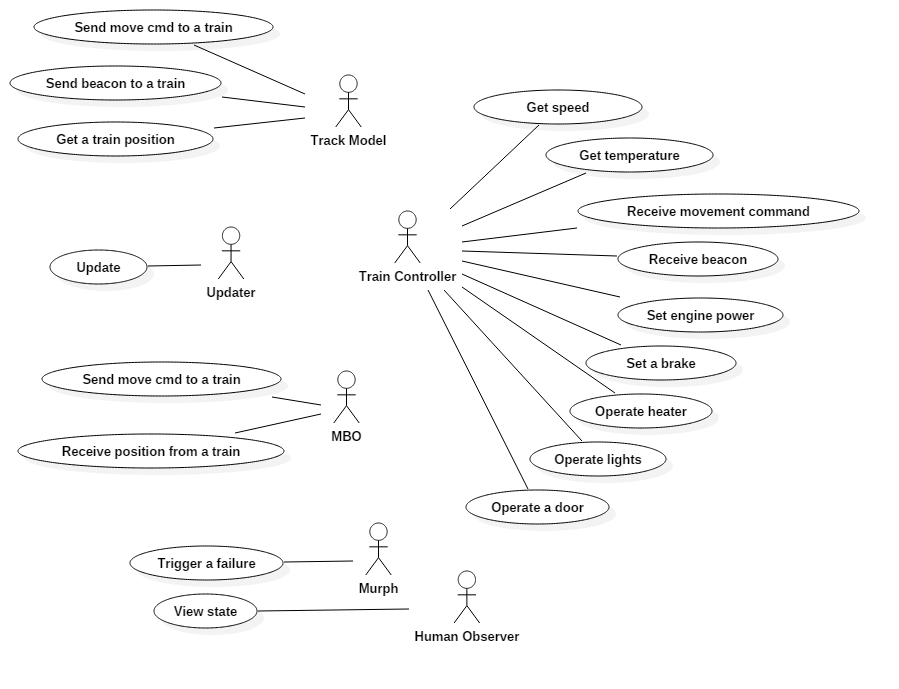 Send move cmd to a train
Send beacon to a train
Get a train position
Track Model
Get speed
Get temperature
Receive movement command
Receive beacon
Set engine power
Set a brake
Operate heater
Operate lights
Operate a door
Train Controller
Update
Updater
Send move cmd to a train
Receive position from a train
MBO
Trigger a failure
Murph
View state
Human Observer